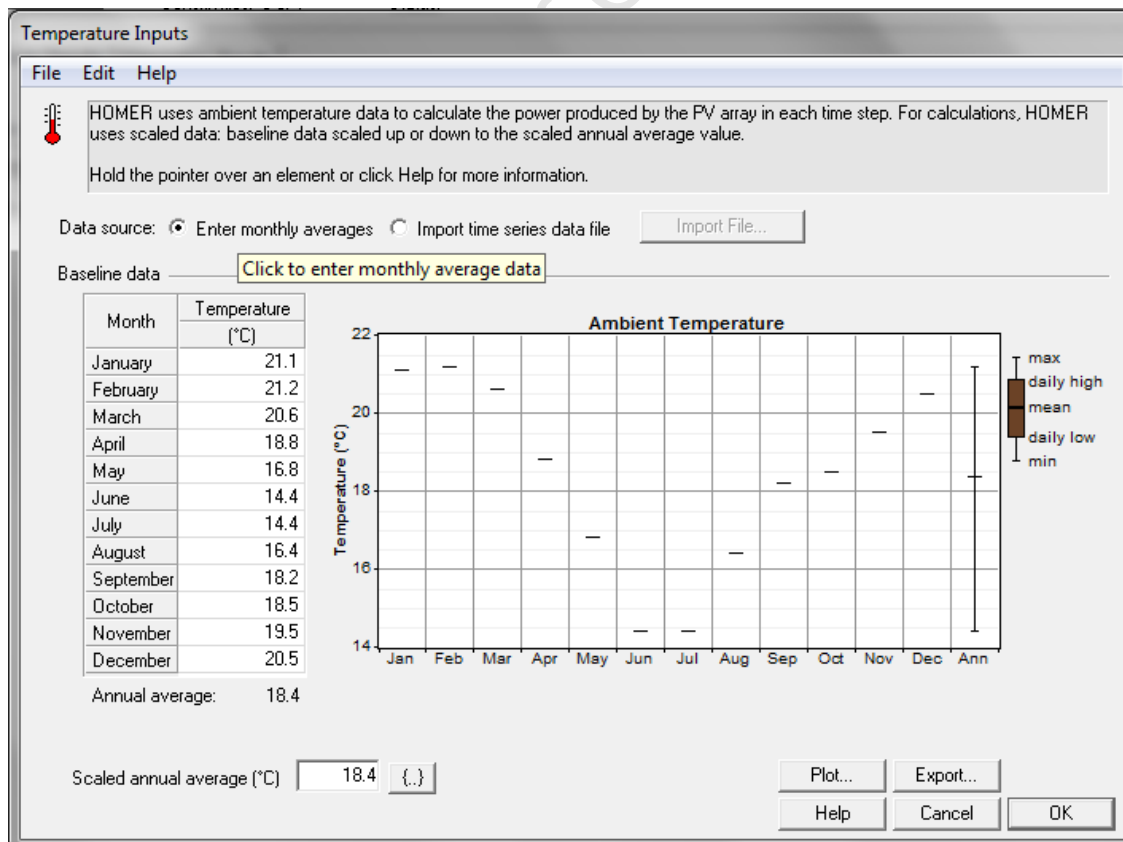 Temperature Inputs
File Edit Help
HOMER uses ambient temperature data to calculate the power produced by the PV array in each time step. For calculations, HOMER
uses scaled data: baseline data scaled up or down to the scaled annual average value.
Hold the pointer over an element or click Help for more information.
Data source: Enter monthly averages Import time series data file Import File...
Click to enter monthly average data
Baseline data
Month Temperature
(°C)
January 21.1
February 21.2
March 20.6
April 18.8
May 16.8
June 14.4
July 14.4
August 16.4
September 18.2
October 18.5
November 19.5
December 20.5
Annual average: 18.4
Ambient Temperature
Temperature (°C)
22
20
18
16
14
Jan Feb Mar Apr May Jun Jul Aug Sep Oct Nov Dec Ann
max
daily high
mean
daily low
min
Scaled annual average (°C) 18.4 {..}
Plot... Export...
Help Cancel OK